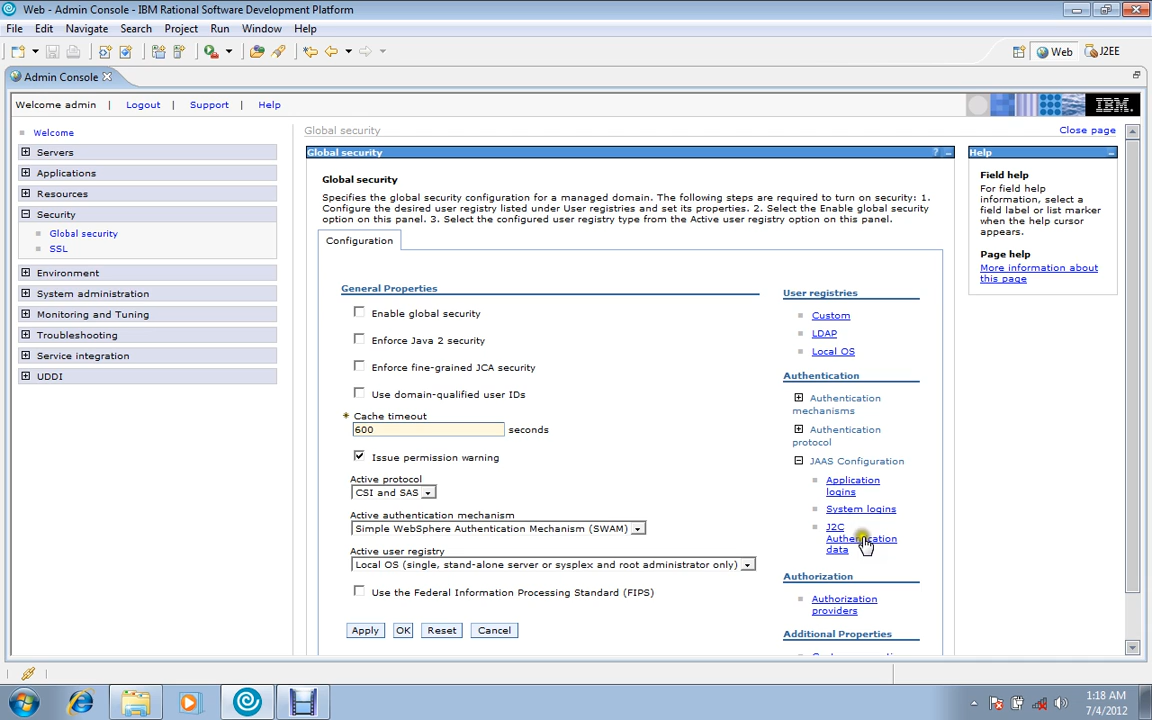 Web - Admin Console - IBM Rational Software Development Platform
File Edit Navigate Search Project Run Window Help
Web J2EE
Admin Console
Welcome admin | Logout | Support | Help
IBM.
Welcome
Servers
Applications
Resources
Security
Global security
SSL
Environment
System administration
Monitoring and Tuning
Troubleshooting
Service integration
UDDI
Global security
Close page
Global security ?
Global security
Specifies the global security configuration for a managed domain. The following steps are required to turn on security: 1.
Configure the desired user registry listed under User registries and set its properties. 2. Select the Enable global security
option on this panel. 3. Select the configured user registry type from the Active user registry option on this panel.
Configuration
General Properties
Enable global security
Enforce Java 2 security
Enforce fine-grained JCA security
Use domain-qualified user IDs
* Cache timeout
600 seconds
Issue permission warning
Active protocol
CSI and SAS
Active authentication mechanism
Simple WebSphere Authentication Mechanism (SWAM)
Active user registry
Local OS (single, stand-alone server or sysplex and root administrator only)
Use the Federal Information Processing Standard (FIPS)
Apply OK Reset Cancel
User registries
Custom
LDAP
Local OS
Authentication
Authentication
mechanisms
Authentication
protocol
JAAS Configuration
Application
logins
System logins
J2C
Authentication
data
Authorization
Authorization
providers
Additional Properties
Help
Field help
For field help
information, select a
field label or list marker
when the help cursor
appears.
Page help
More information about
this page
1:18 AM
7/4/2012